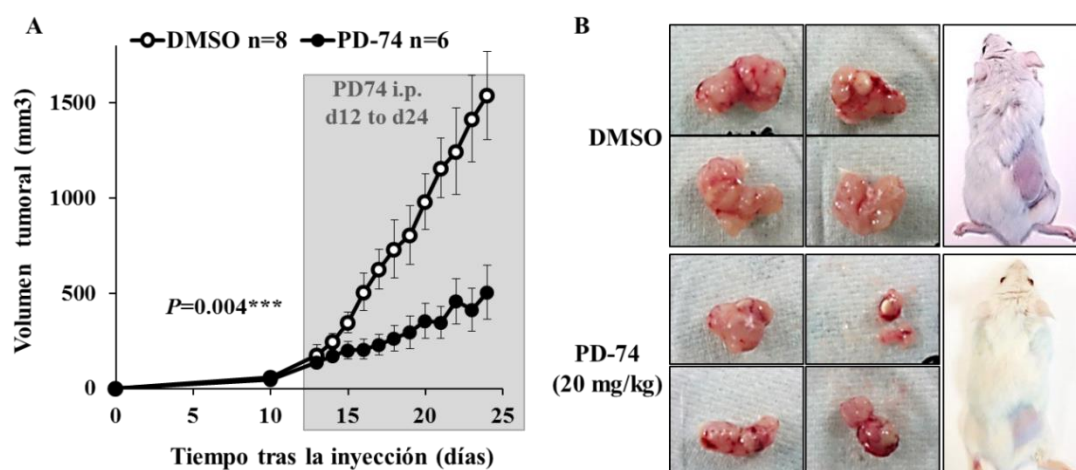 A
DMSO n=8
PD-74 n=6
Volumen tumoral (mm3)
1500
1000
500
0
PD74 i.p.
d12 to d24
P=0.004***
0
5
10
15
20
25
Tiempo tras la inyección (días)
B
DMSO
PD-74
(20 mg/kg)